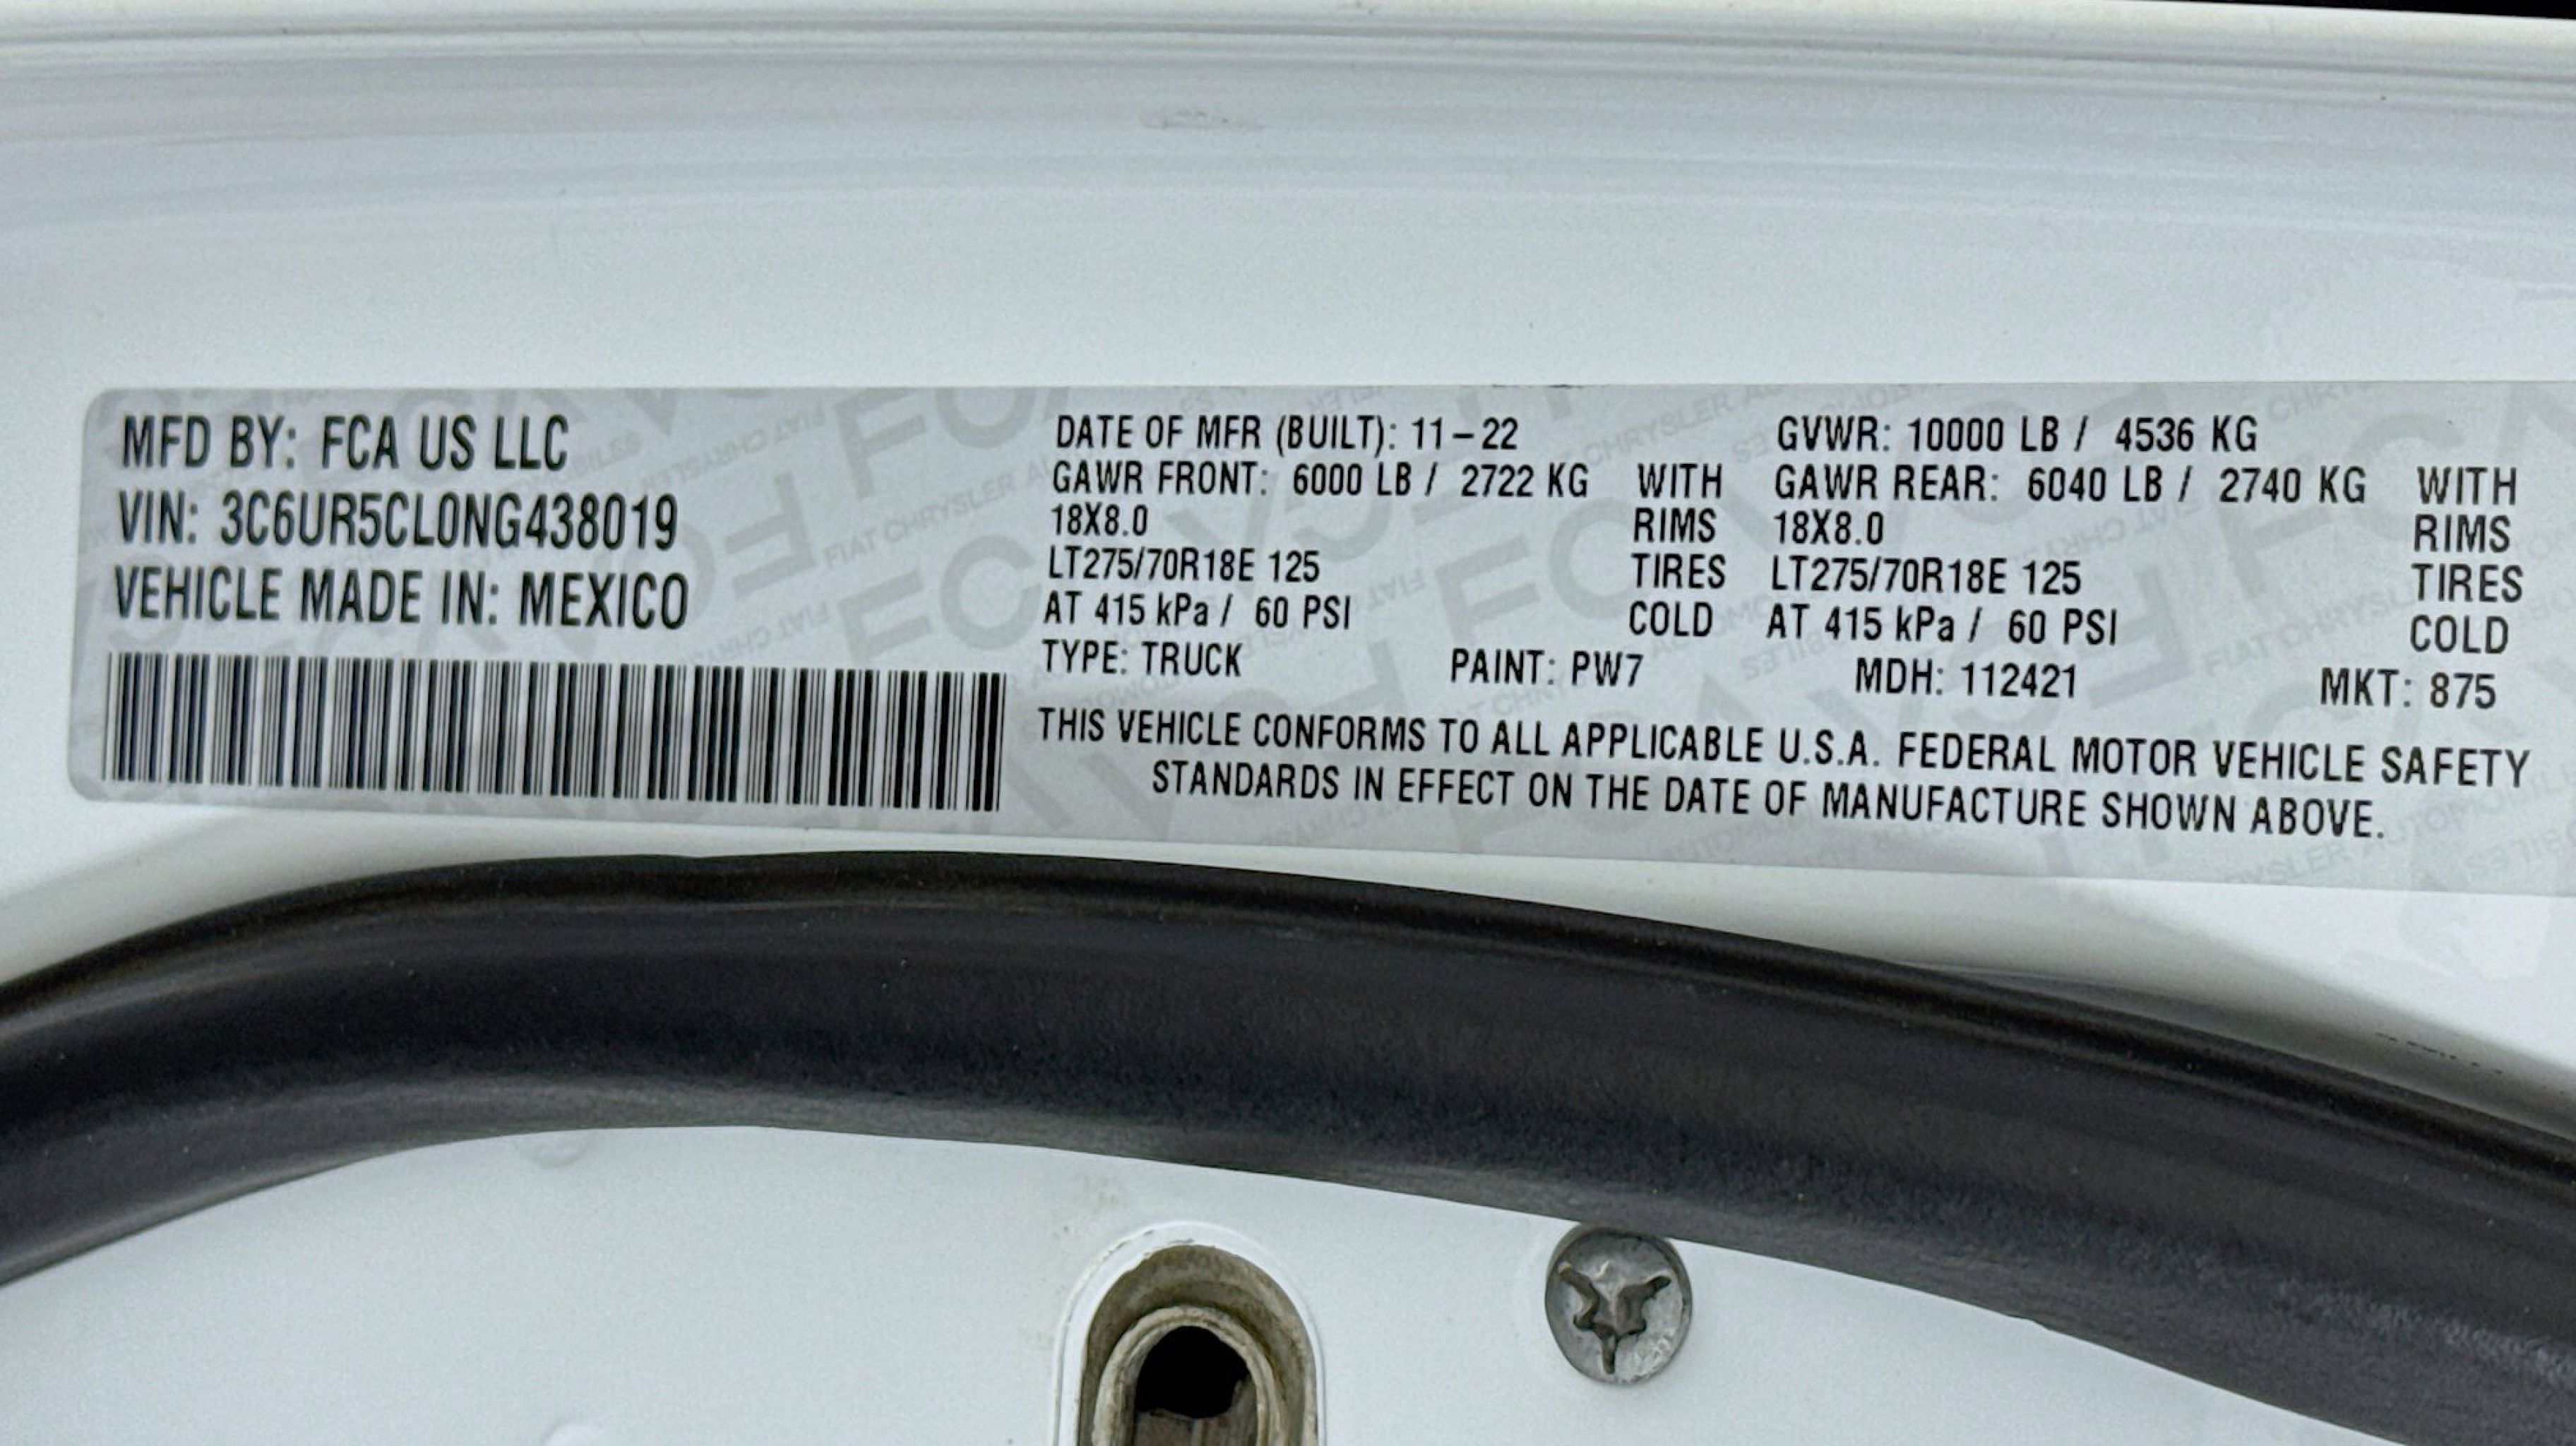 MFD BY: FCA US LLC
VIN: 3C6UR5CL0NG438019
VEHICLE MADE IN: MEXICO
DATE OF MFR (BUILT): 11-22 GVWR: 10000 LB / 4536 KG
GAWR FRONT: 6000 LB / 2722 KG WITH GAWR REAR: 6040 LB / 2740 KG WITH
18X8.0 RIMS 18X8.0 RIMS
LT275/70R18E 125 TIRES LT275/70R18E 125 TIRES
AT 415 kPa / 60 PSI COLD AT 415 kPa / 60 PSI COLD
TYPE: TRUCK PAINT: PW7 MDH: 112421 MKT: 875
THIS VEHICLE CONFORMS TO ALL APPLICABLE U.S.A. FEDERAL MOTOR VEHICLE SAFETY
STANDARDS IN EFFECT ON THE DATE OF MANUFACTURE SHOWN ABOVE.